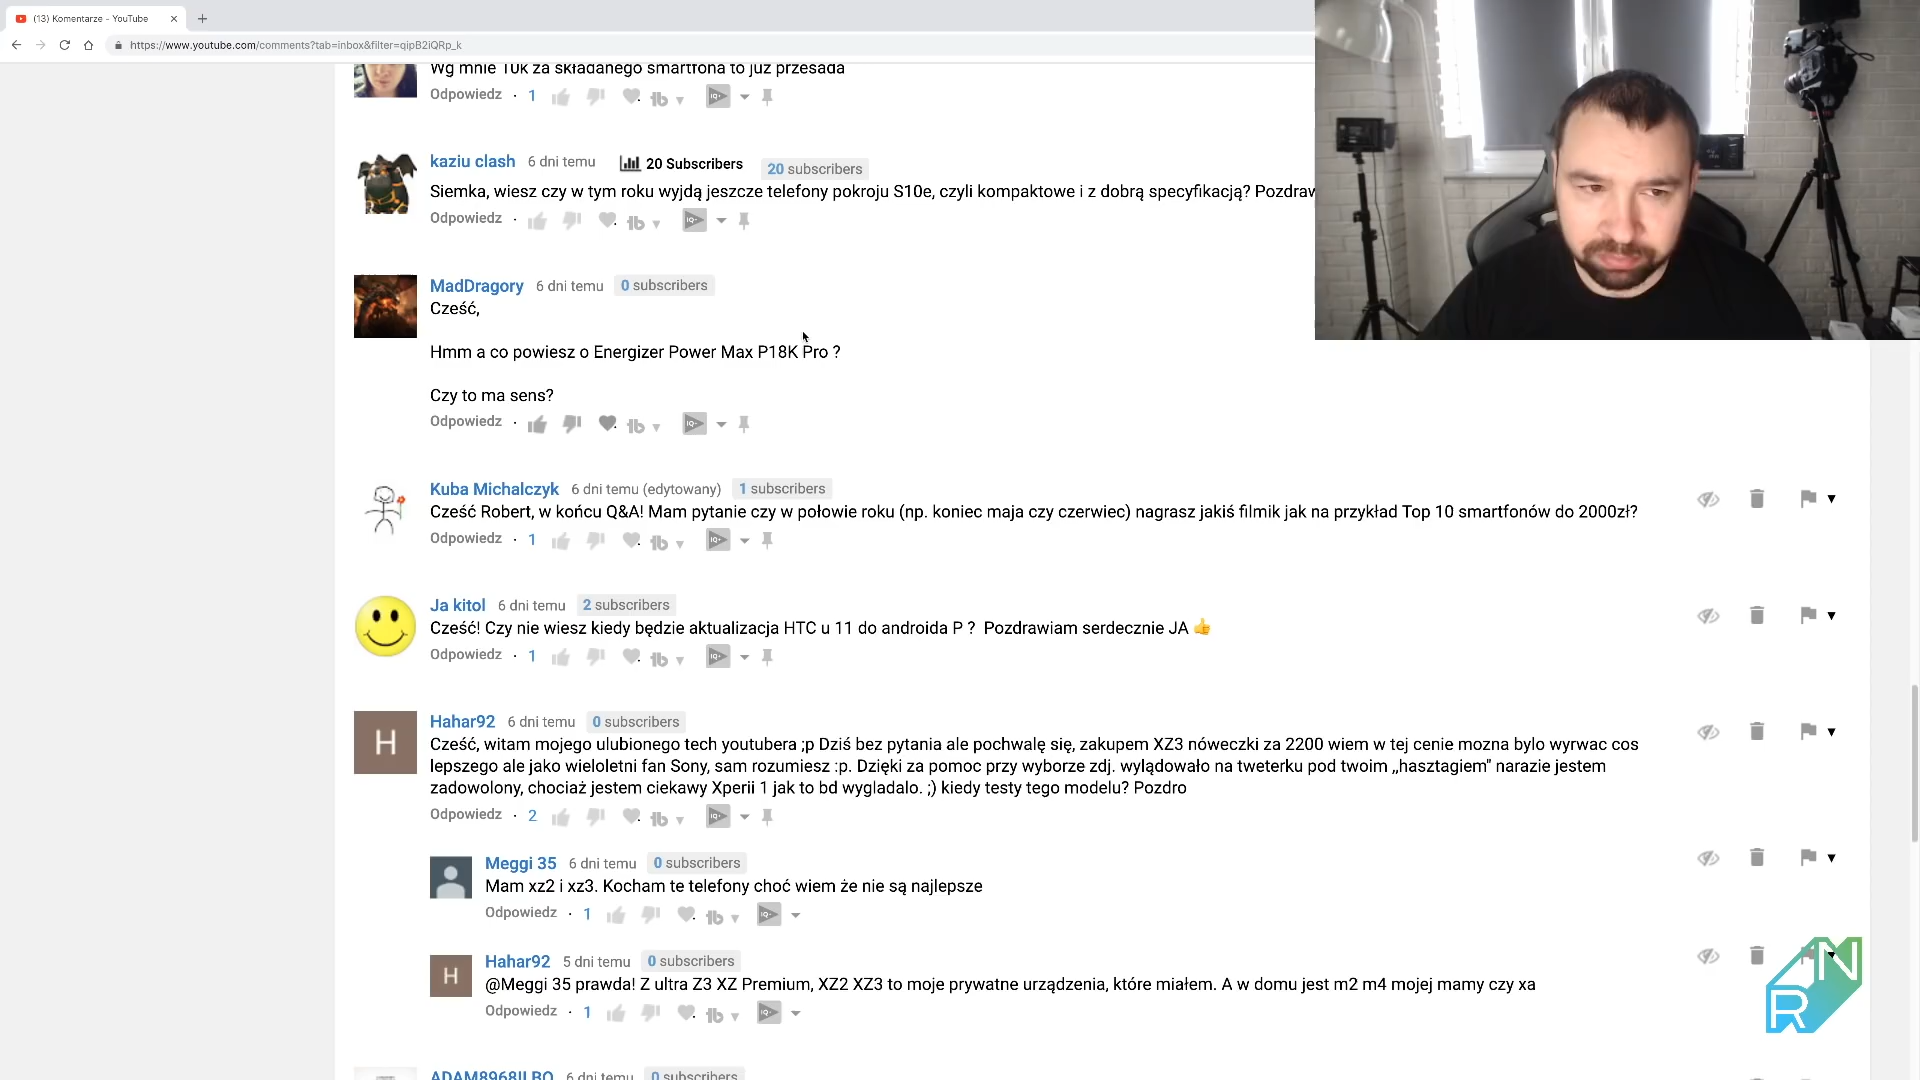 (13) Komentarze - YouTube
https://www.youtube.com/comments?tab=inbox&filter=qipB2iQRp_k
Wg mnie 10k za składanego smartfona to już przesada
Odpowiedz · 1
kaziu clash 6 dni temu 20 Subscribers 20 subscribers
Siemka, wiesz czy w tym roku wyjdą jeszcze telefony pokroju S10e, czyli kompaktowe i z dobrą specyfikacją? Pozdraw
Odpowiedz ·
MadDragory 6 dni temu 0 subscribers
Cześć,
Hmm a co powiesz o Energizer Power Max P18K Pro ?
Czy to ma sens?
Odpowiedz ·
Kuba Michalczyk 6 dni temu (edytowany) 1 subscribers
Cześć Robert, w końcu Q&A! Mam pytanie czy w połowie roku (np. koniec maja czy czerwiec) nagrasz jakiś filmik jak na przykład Top 10 smartfonów do 2000zł?
Odpowiedz · 1
Ja kitol 6 dni temu 2 subscribers
Cześć! Czy nie wiesz kiedy będzie aktualizacja HTC u 11 do androida P ? Pozdrawiam serdecznie JA 👍
Odpowiedz · 1
H
Hahar92 6 dni temu 0 subscribers
Cześć, witam mojego ulubionego tech youtubera ;p Dziś bez pytania ale pochwalę się, zakupem XZ3 nóweczki za 2200 wiem w tej cenie mozna bylo wyrwac cos
lepszego ale jako wieloletni fan Sony, sam rozumiesz :p. Dzięki za pomoc przy wyborze zdj. wylądowało na tweterku pod twoim ,,hasztagiem" narazie jestem
zadowolony, chociaż jestem ciekawy Xperii 1 jak to bd wygladalo. ;) kiedy testy tego modelu? Pozdro
Odpowiedz · 2
Meggi 35 6 dni temu 0 subscribers
Mam xz2 i xz3. Kocham te telefony choć wiem że nie są najlepsze
Odpowiedz · 1
H
Hahar92 5 dni temu 0 subscribers
@Meggi 35 prawda! Z ultra Z3 XZ Premium, XZ2 XZ3 to moje prywatne urządzenia, które miałem. A w domu jest m2 m4 mojej mamy czy xa
Odpowiedz · 1
RN
ADAM8968ILBO 6 dni temu 0 subscribers